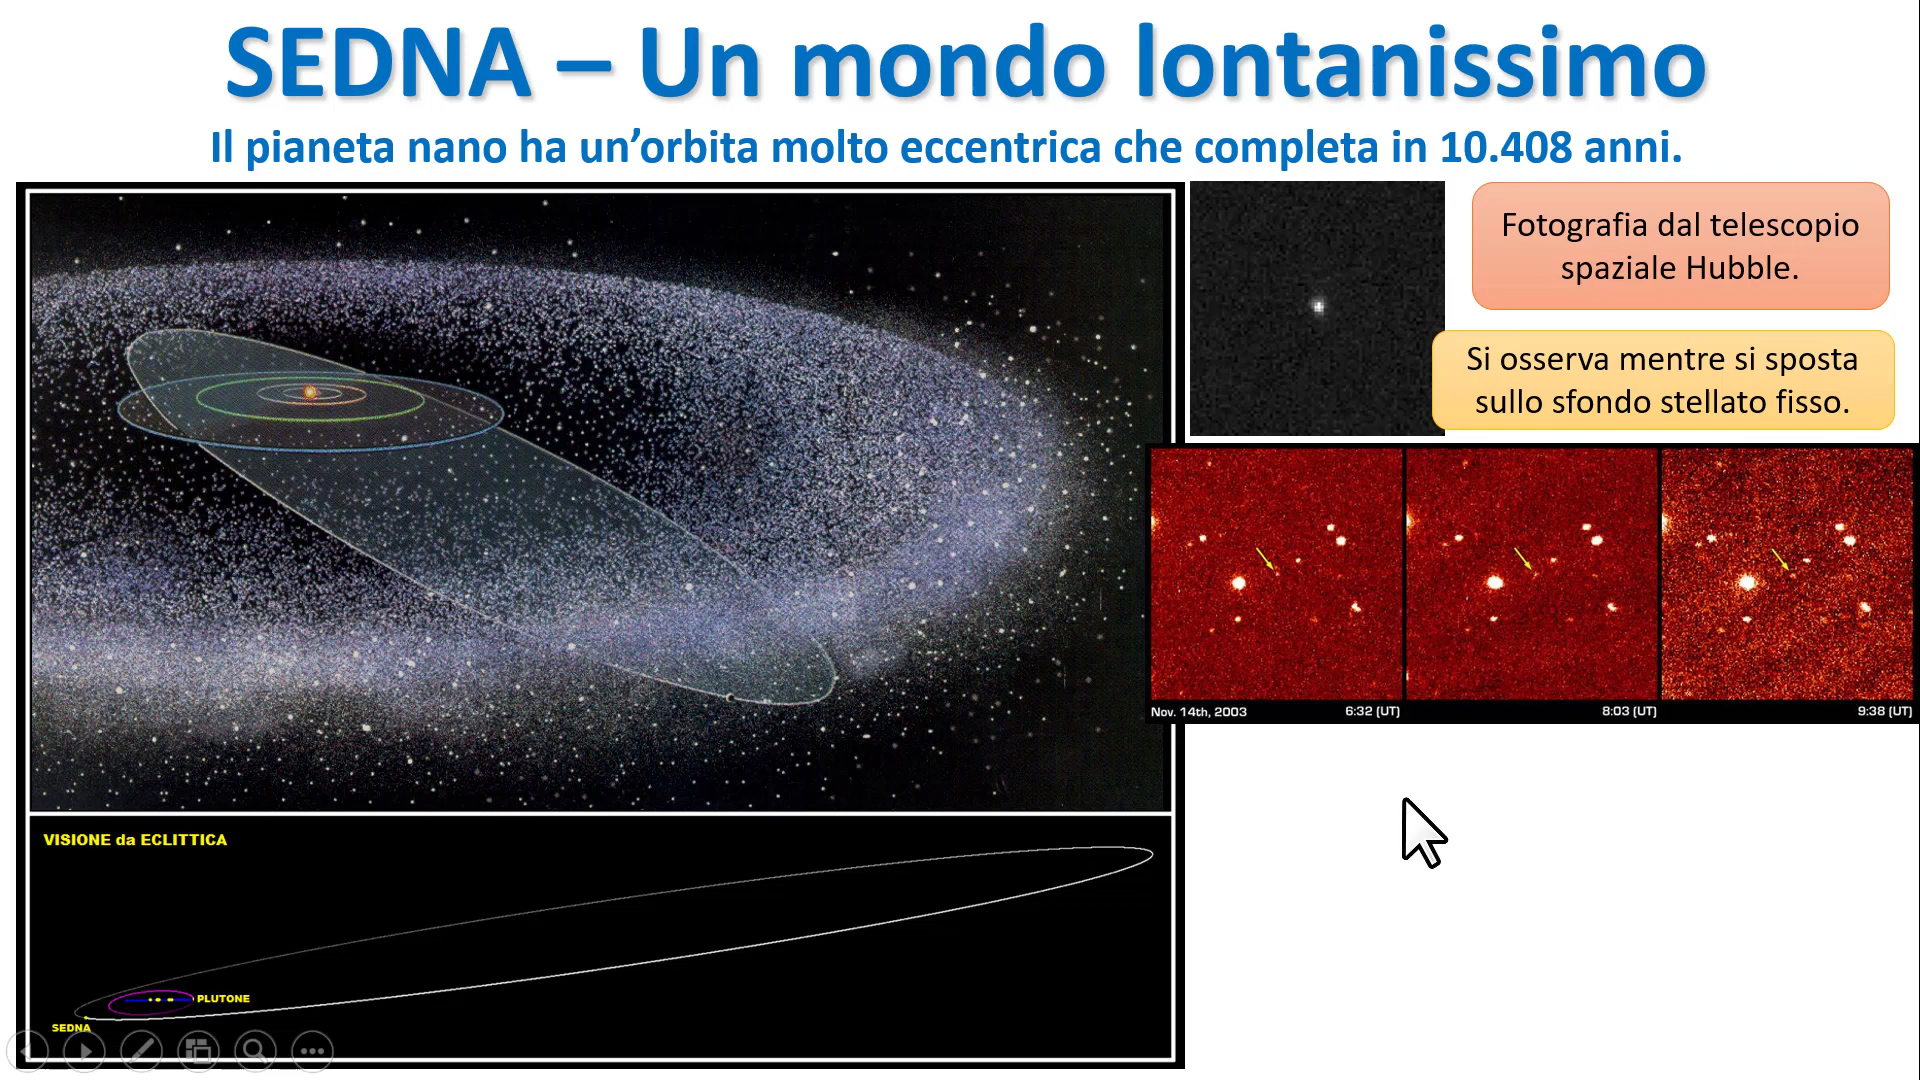 SEDNA – Un mondo lontanissimo
Il pianeta nano ha un’orbita molto eccentrica che completa in 10.408 anni.
Fotografia dal telescopio
spaziale Hubble.
Si osserva mentre si sposta
sullo sfondo stellato fisso.
Nov. 14th, 2003
6:32 (UT)
8:03 (UT)
9:38 (UT)
VISIONE da ECLITTICA
PLUTONE
SEDNA